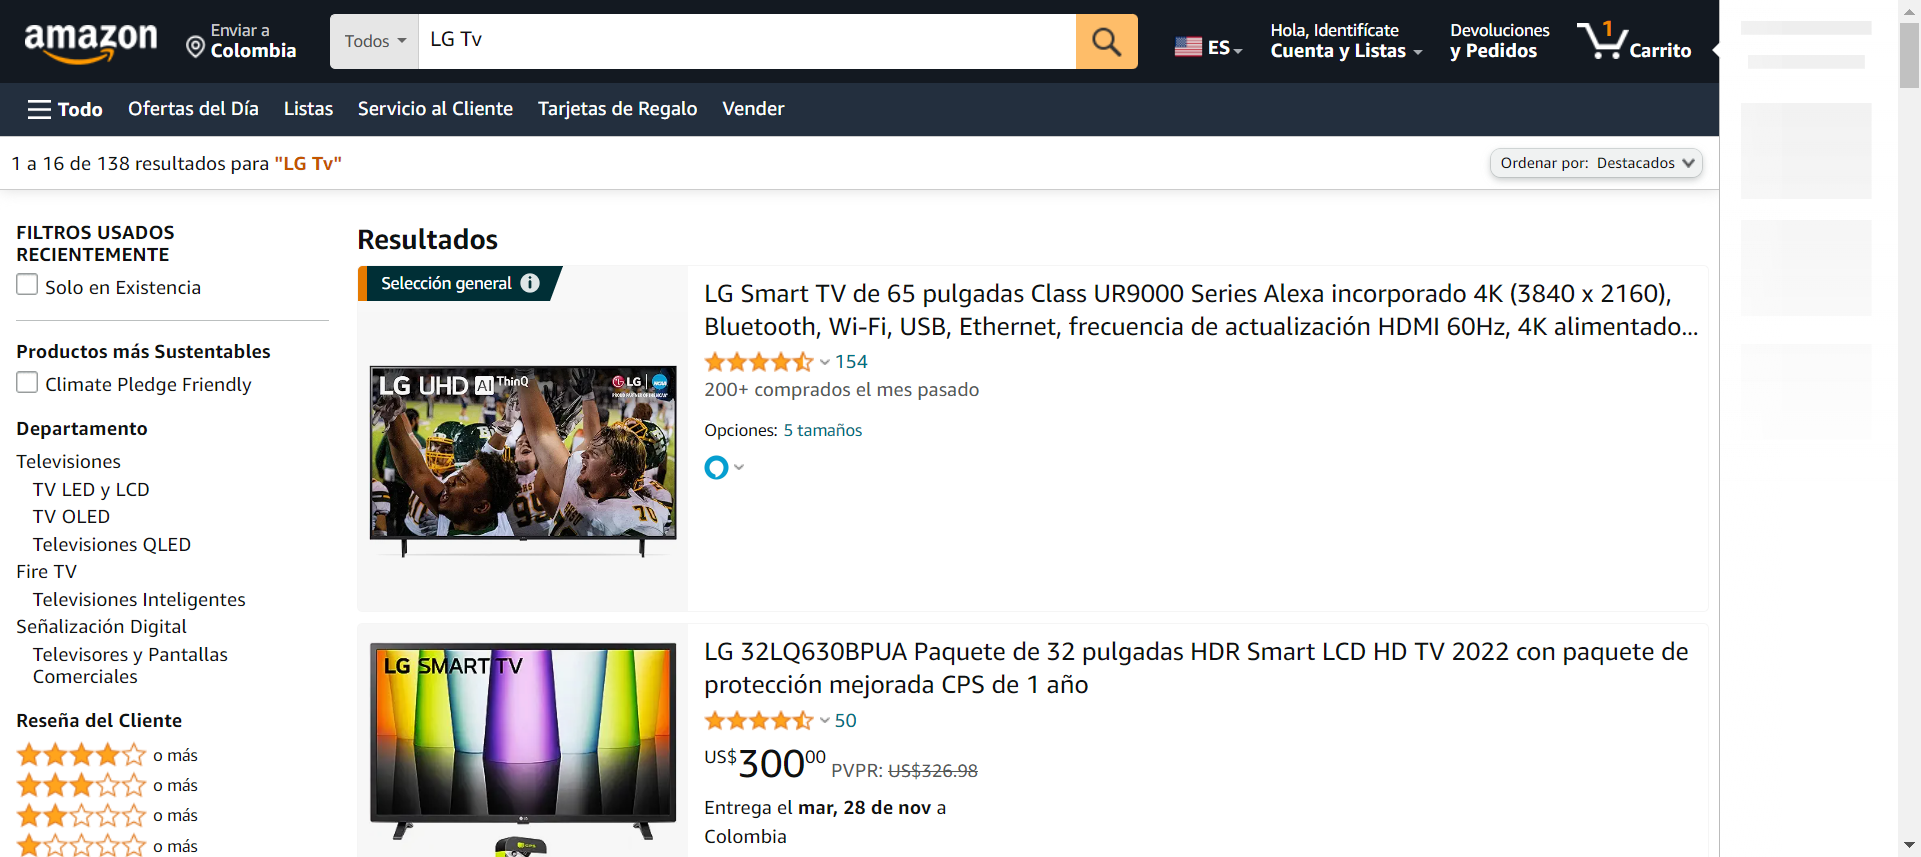 amazon
Enviar a
Colombia
Todos
LG Tv
ES
Hola, Identifícate
Cuenta y Listas
Devoluciones
y Pedidos
1
Carrito
Todo
Ofertas del Día
Listas
Servicio al Cliente
Tarjetas de Regalo
Vender
1 a 16 de 138 resultados para "LG Tv"
Ordenar por: Destacados
FILTROS USADOS
RECIENTEMENTE
Solo en Existencia
Productos más Sustentables
Climate Pledge Friendly
Departamento
Televisiones
TV LED y LCD
TV OLED
Televisiones QLED
Fire TV
Televisiones Inteligentes
Señalización Digital
Televisores y Pantallas
Comerciales
Reseña del Cliente
o más
o más
o más
o más
Resultados
Selección general
LG UHD AI ThinQ
LG
LG Smart TV de 65 pulgadas Class UR9000 Series Alexa incorporado 4K (3840 x 2160),
Bluetooth, Wi-Fi, USB, Ethernet, frecuencia de actualización HDMI 60Hz, 4K alimentado...
154
200+ comprados el mes pasado
Opciones: 5 tamaños
LG SMART TV
LG 32LQ630BPUA Paquete de 32 pulgadas HDR Smart LCD HD TV 2022 con paquete de
protección mejorada CPS de 1 año
50
US$30000 PVPR: US$326.98
Entrega el mar, 28 de nov a
Colombia